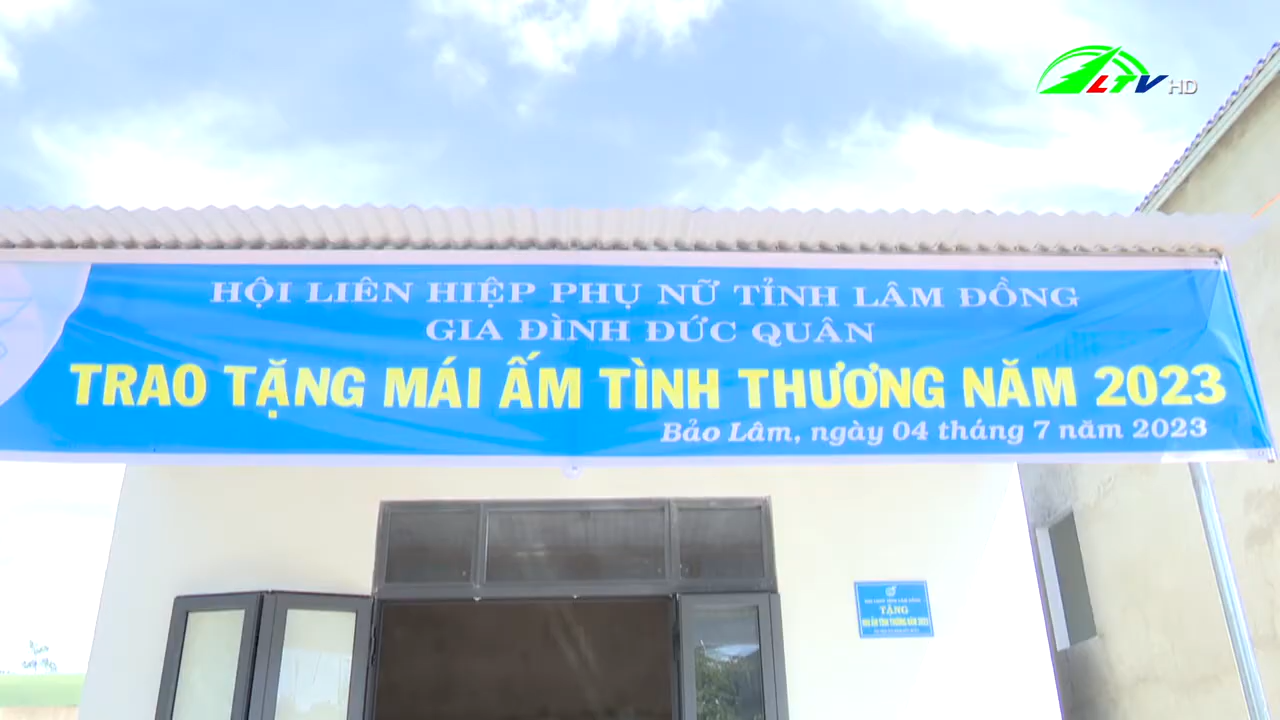 LTV HD
HỘI LIÊN HIỆP PHỤ NỮ TỈNH LÂM ĐỒNG
GIA ĐÌNH ĐỨC QUÂN
TRAO TẶNG MÁI ẤM TÌNH THƯƠNG NĂM 2023
Bảo Lâm, ngày 04 tháng 7 năm 2023
TẶNG